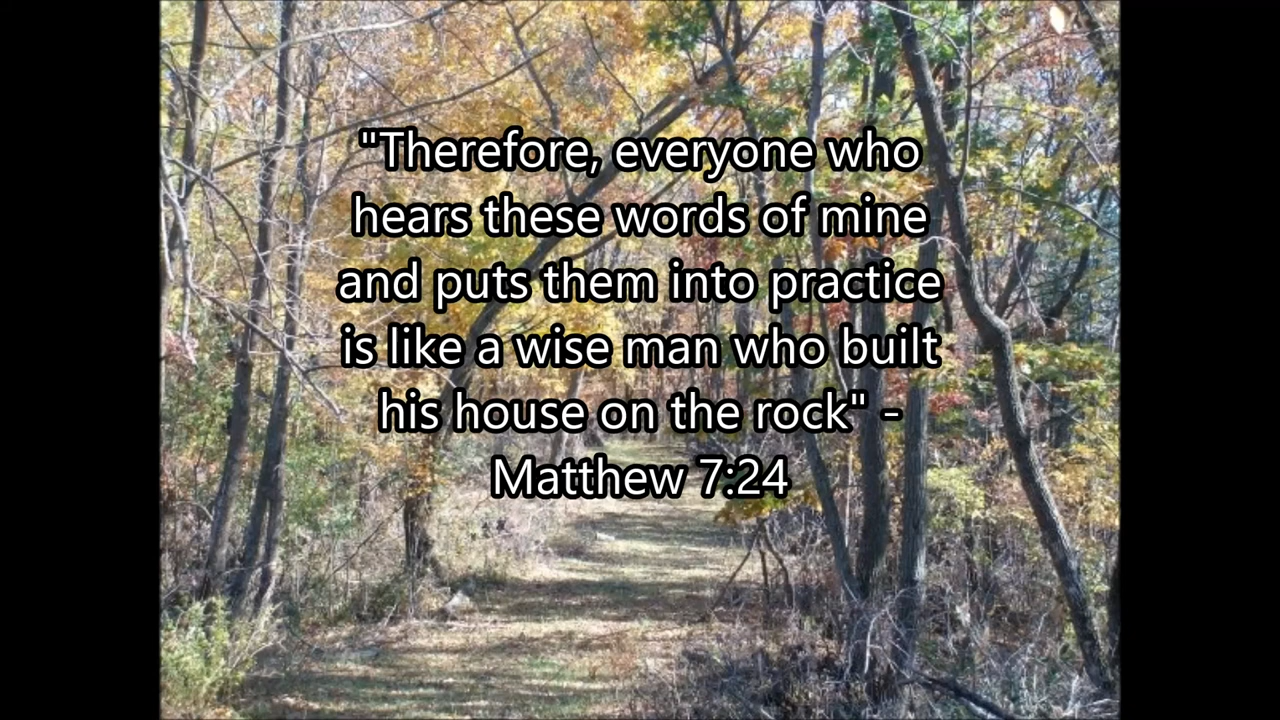 "Therefore, everyone who
hears these words of mine
and puts them into practice
is like a wise man who built
his house on the rock" -
Matthew 7:24